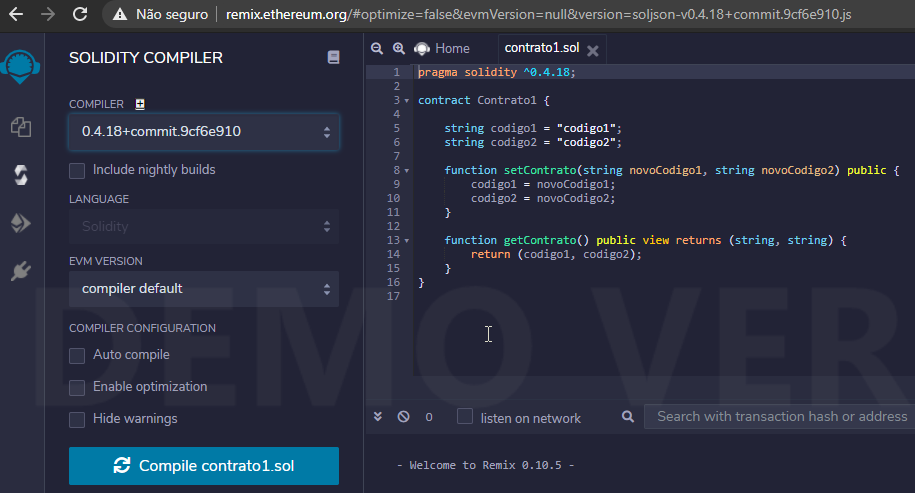 Não seguro | remix.ethereum.org/#optimize=false&evmVersion=null&version=soljson-v0.4.18+commit.9cf6e910.js
SOLIDITY COMPILER
COMPILER
0.4.18+commit.9cf6e910
Include nightly builds
LANGUAGE
Solidity
EVM VERSION
compiler default
COMPILER CONFIGURATION
Auto compile
Enable optimization
Hide warnings
Compile contrato1.sol
Home
contrato1.sol
1 pragma solidity ^0.4.18;
2
3 contract Contrato1 {
4
5 string codigo1 = "codigo1";
6 string codigo2 = "codigo2";
7
8 function setContrato(string novoCodigo1, string novoCodigo2) public {
9 codigo1 = novoCodigo1;
10 codigo2 = novoCodigo2;
11 }
12
13 function getContrato() public view returns (string, string) {
14 return (codigo1, codigo2);
15 }
16 }
17
DEMO VER
0 listen on network
Search with transaction hash or address
- Welcome to Remix 0.10.5 -